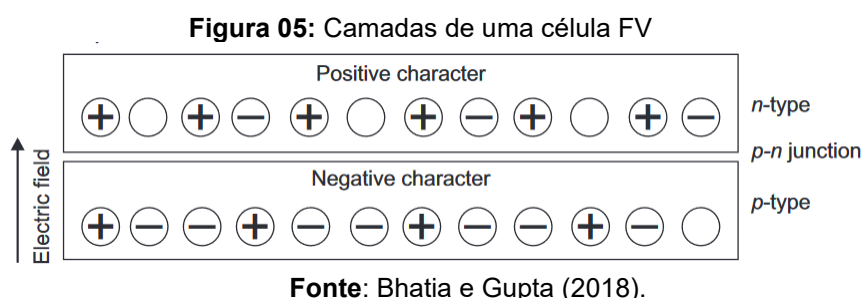 Figura 05: Camadas de uma célula FV
Positive character
+ + − + + − + + −
n-type
p-n junction
Electric field
Negative character
+ − − + − − + − − + −
p-type
Fonte: Bhatia e Gupta (2018).